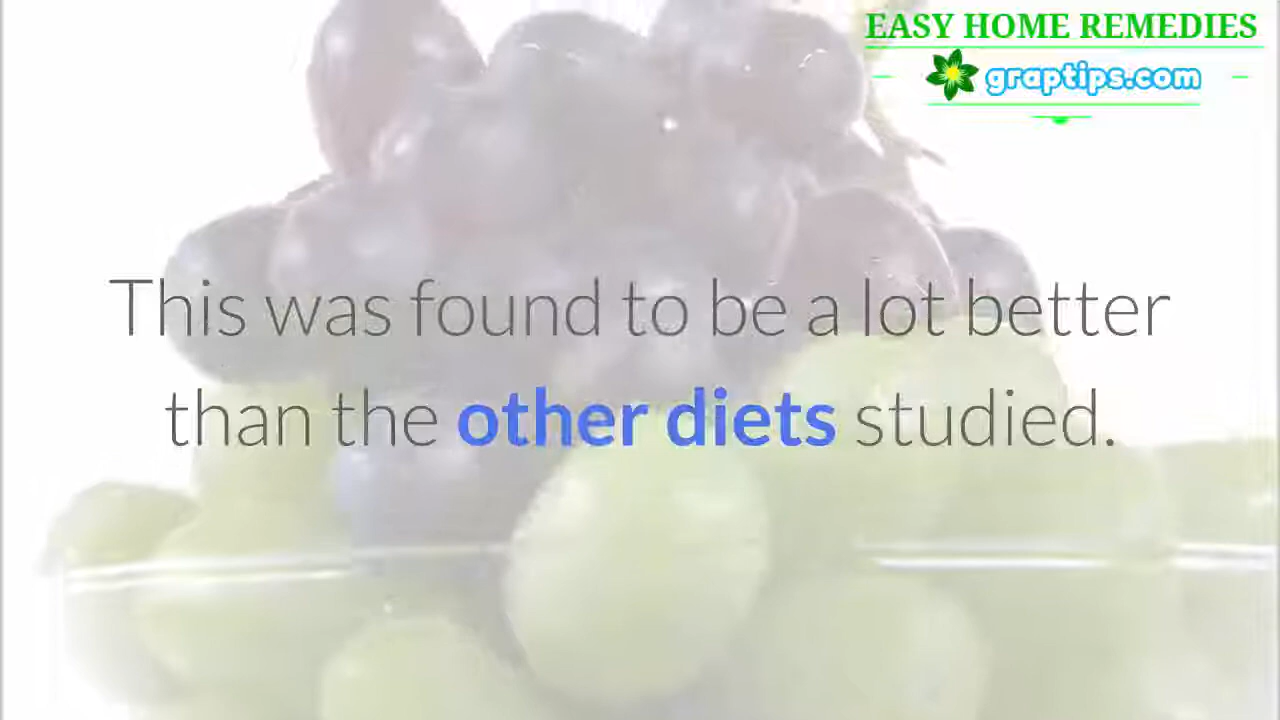 EASY HOME REMEDIES
graptips.com
This was found to be a lot better
than the other diets studied.